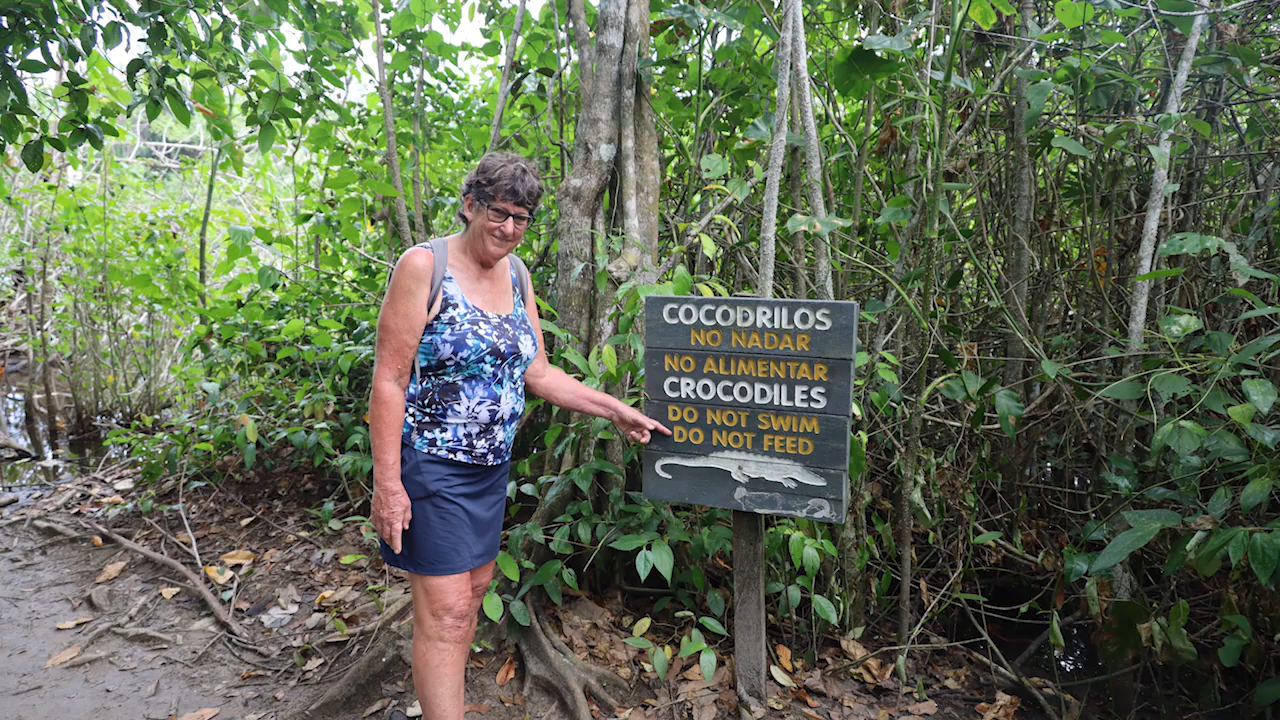 COCODRILOS
NO NADAR
NO ALIMENTAR
CROCODILES
DO NOT SWIM
DO NOT FEED